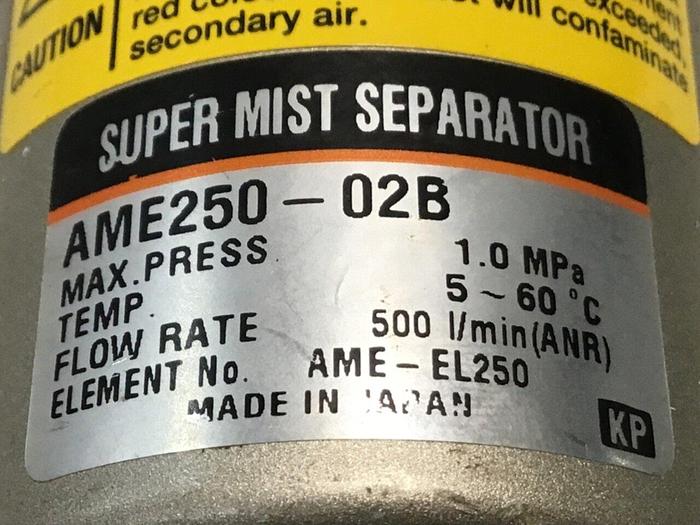 CAUTION
red
will
exceeded,
secondary air.
contaminate
SUPER MIST SEPARATOR
AME250-02B
MAX.PRESS 1.0 MPa
TEMP 5~60 °C
FLOW RATE 500 l/min(ANR)
ELEMENT No. AME-EL250
MADE IN JAPAN
KP